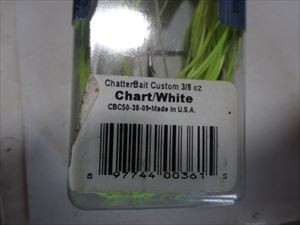 ChatterBait Custom 3/8 oz
Chart/White
CBC50-38-09-Made in U.S.A.
8 97744 00361 5